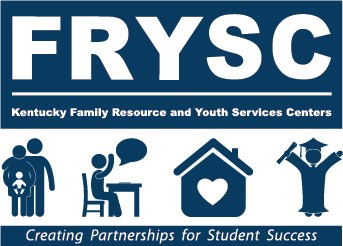 FRYSC
Kentucky Family Resource and Youth Services Centers
Creating Partnerships for Student Success